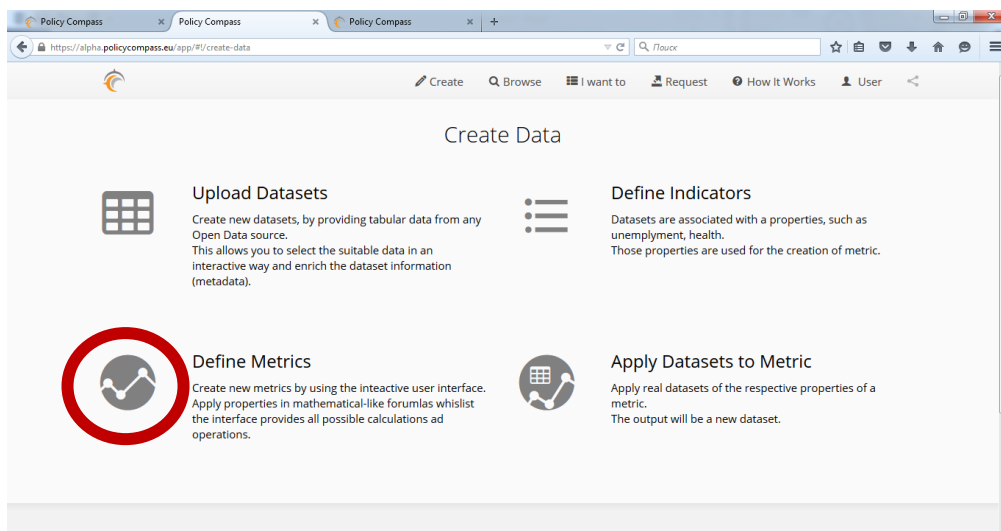 Policy Compass
Policy Compass
Policy Compass
https://alpha.policycompass.eu/app/#!/create-data
Поиск
Create
Browse
I want to
Request
How It Works
User
Create Data
Upload Datasets
Create new datasets, by providing tabular data from any
Open Data source.
This allows you to select the suitable data in an
interactive way and enrich the dataset information
(metadata).
Define Indicators
Datasets are associated with a properties, such as
unemplyment, health.
Those properties are used for the creation of metric.
Define Metrics
Create new metrics by using the inteactive user interface.
Apply properties in mathematical-like forumlas whislist
the interface provides all possible calculations ad
operations.
Apply Datasets to Metric
Apply real datasets of the respective properties of a
metric.
The output will be a new dataset.